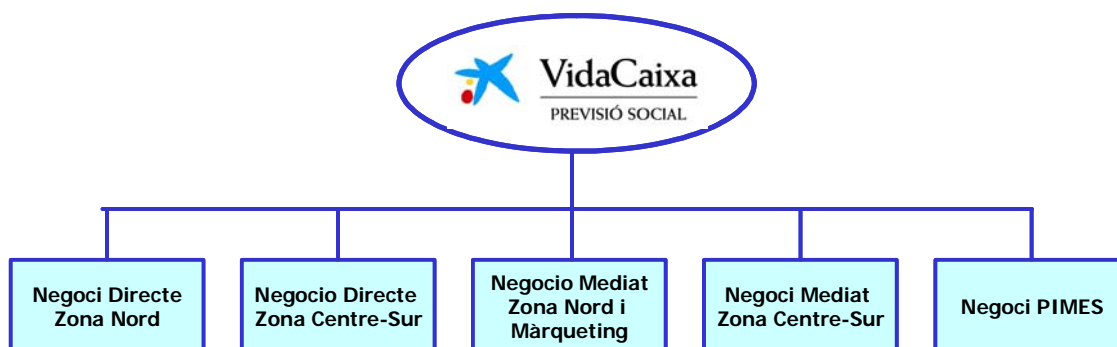 VidaCaixa
PREVISIÓ SOCIAL
Negoci Directe
Zona Nord
Negocio Directe
Zona Centre-Sur
Negocio Mediat
Zona Nord i
Màrqueting
Negoci Mediat
Zona Centre-Sur
Negoci PIMES